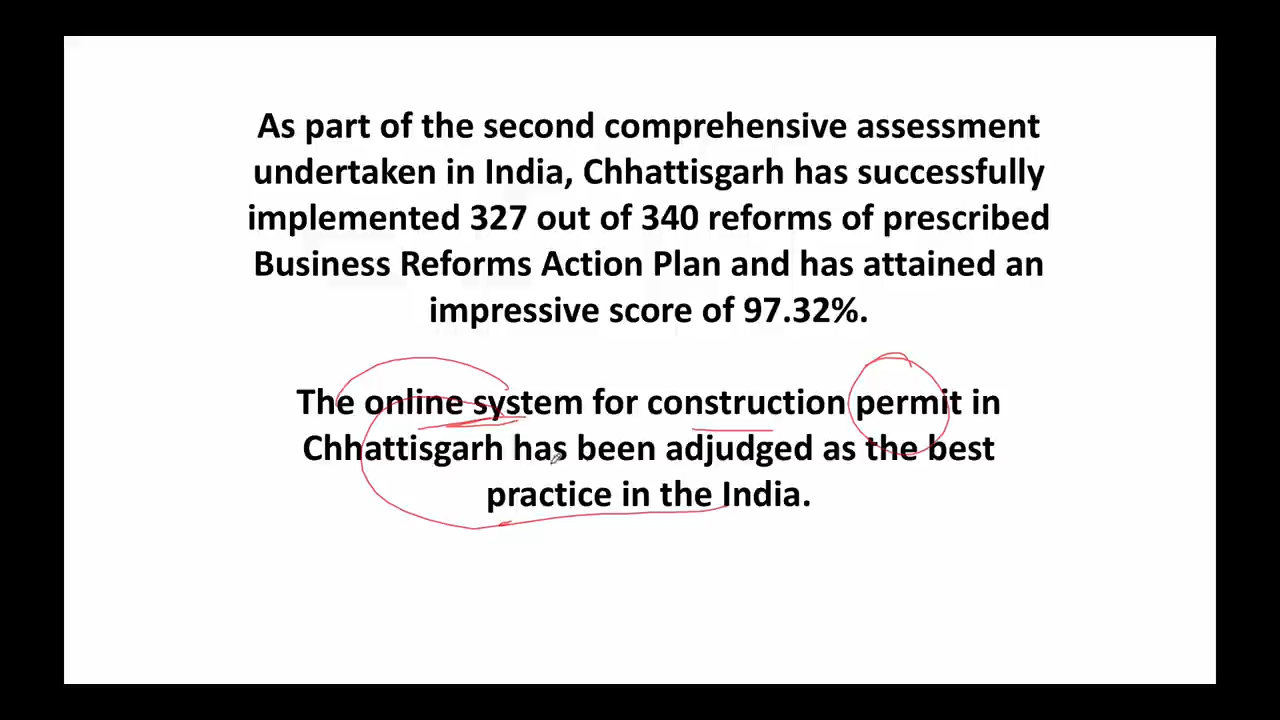 As part of the second comprehensive assessment
undertaken in India, Chhattisgarh has successfully
implemented 327 out of 340 reforms of prescribed
Business Reforms Action Plan and has attained an
impressive score of 97.32%.
The online system for construction permit in
Chhattisgarh has been adjudged as the best
practice in the India.